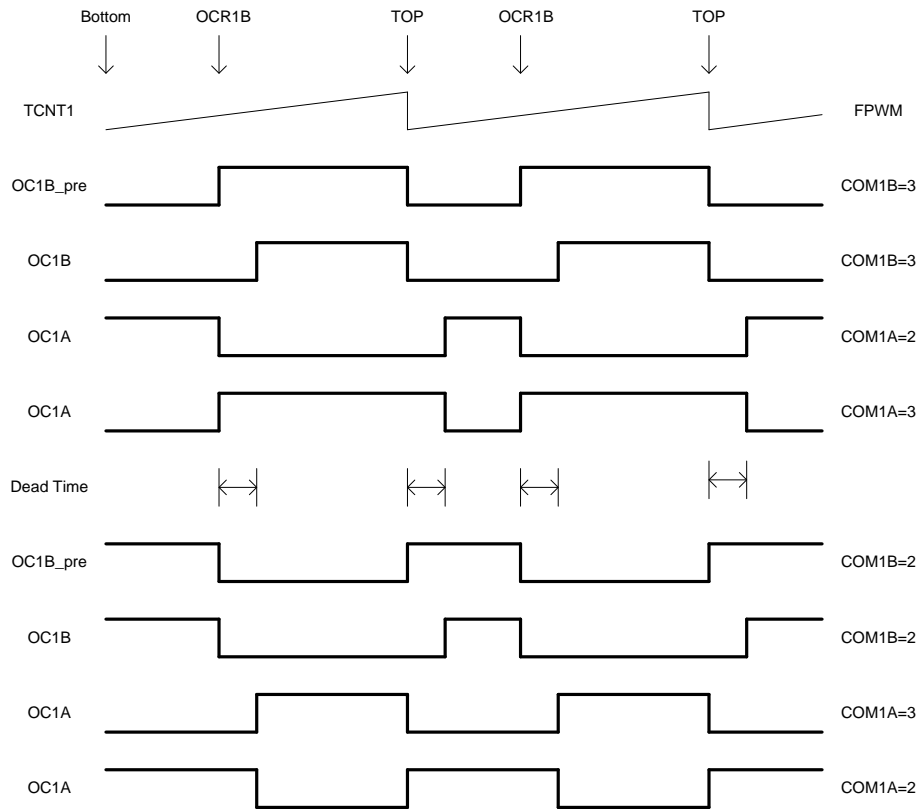 Bottom OCR1B TOP OCR1B TOP
TCNT1 FPWM
OC1B_pre COM1B=3
OC1B COM1B=3
OC1A COM1A=2
OC1A COM1A=3
Dead Time
OC1B_pre COM1B=2
OC1B COM1B=2
OC1A COM1A=3
OC1A COM1A=2